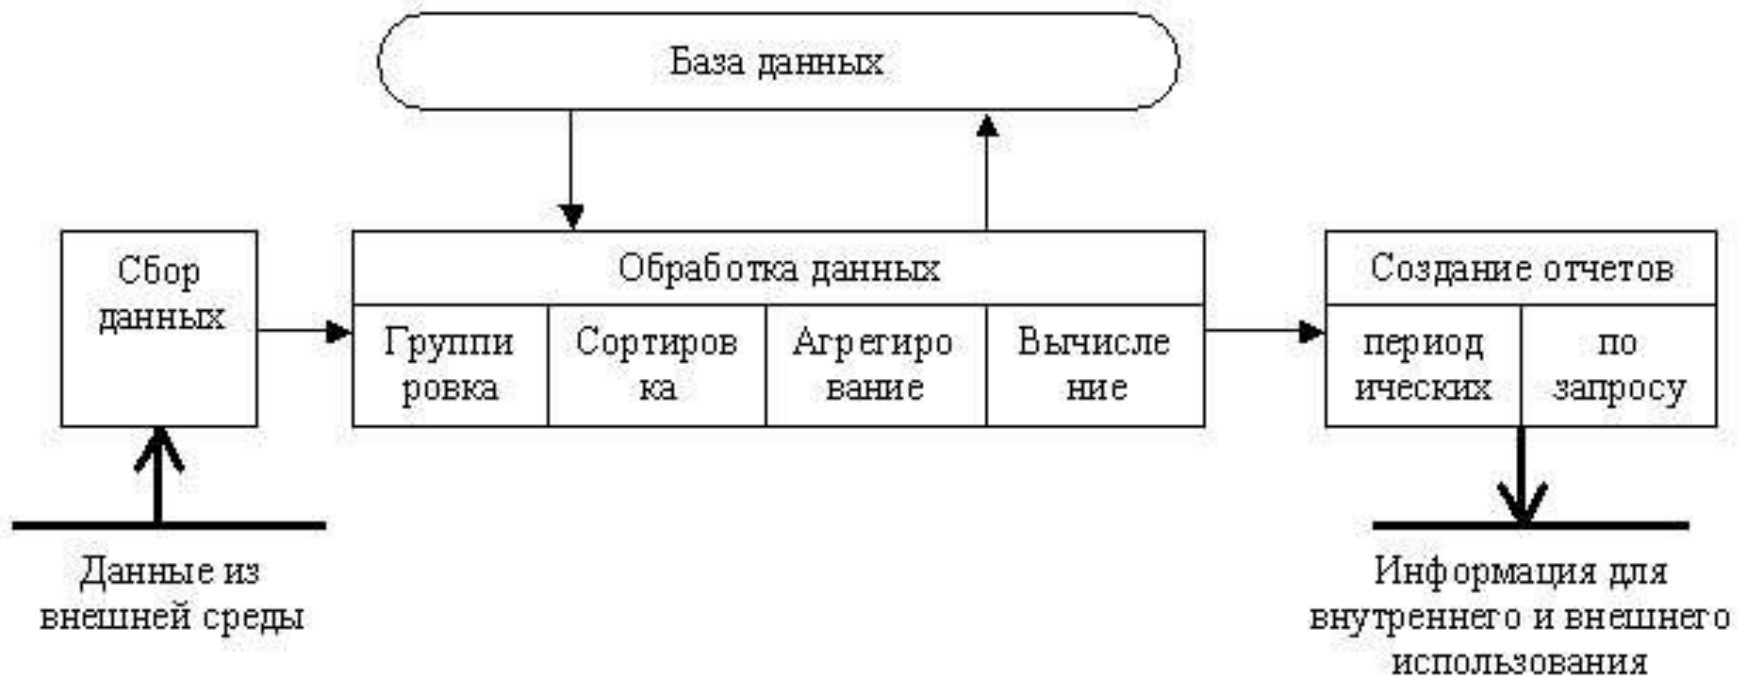 База данных
Сбор
данных
Обработка данных
Группи
ровка
Сортиров
ка
Агрегиро
вание
Вычисле
ние
Создание отчетов
период
ических
по
запросу
Данные из
внешней среды
Информация для
внутреннего и внешнего
использования